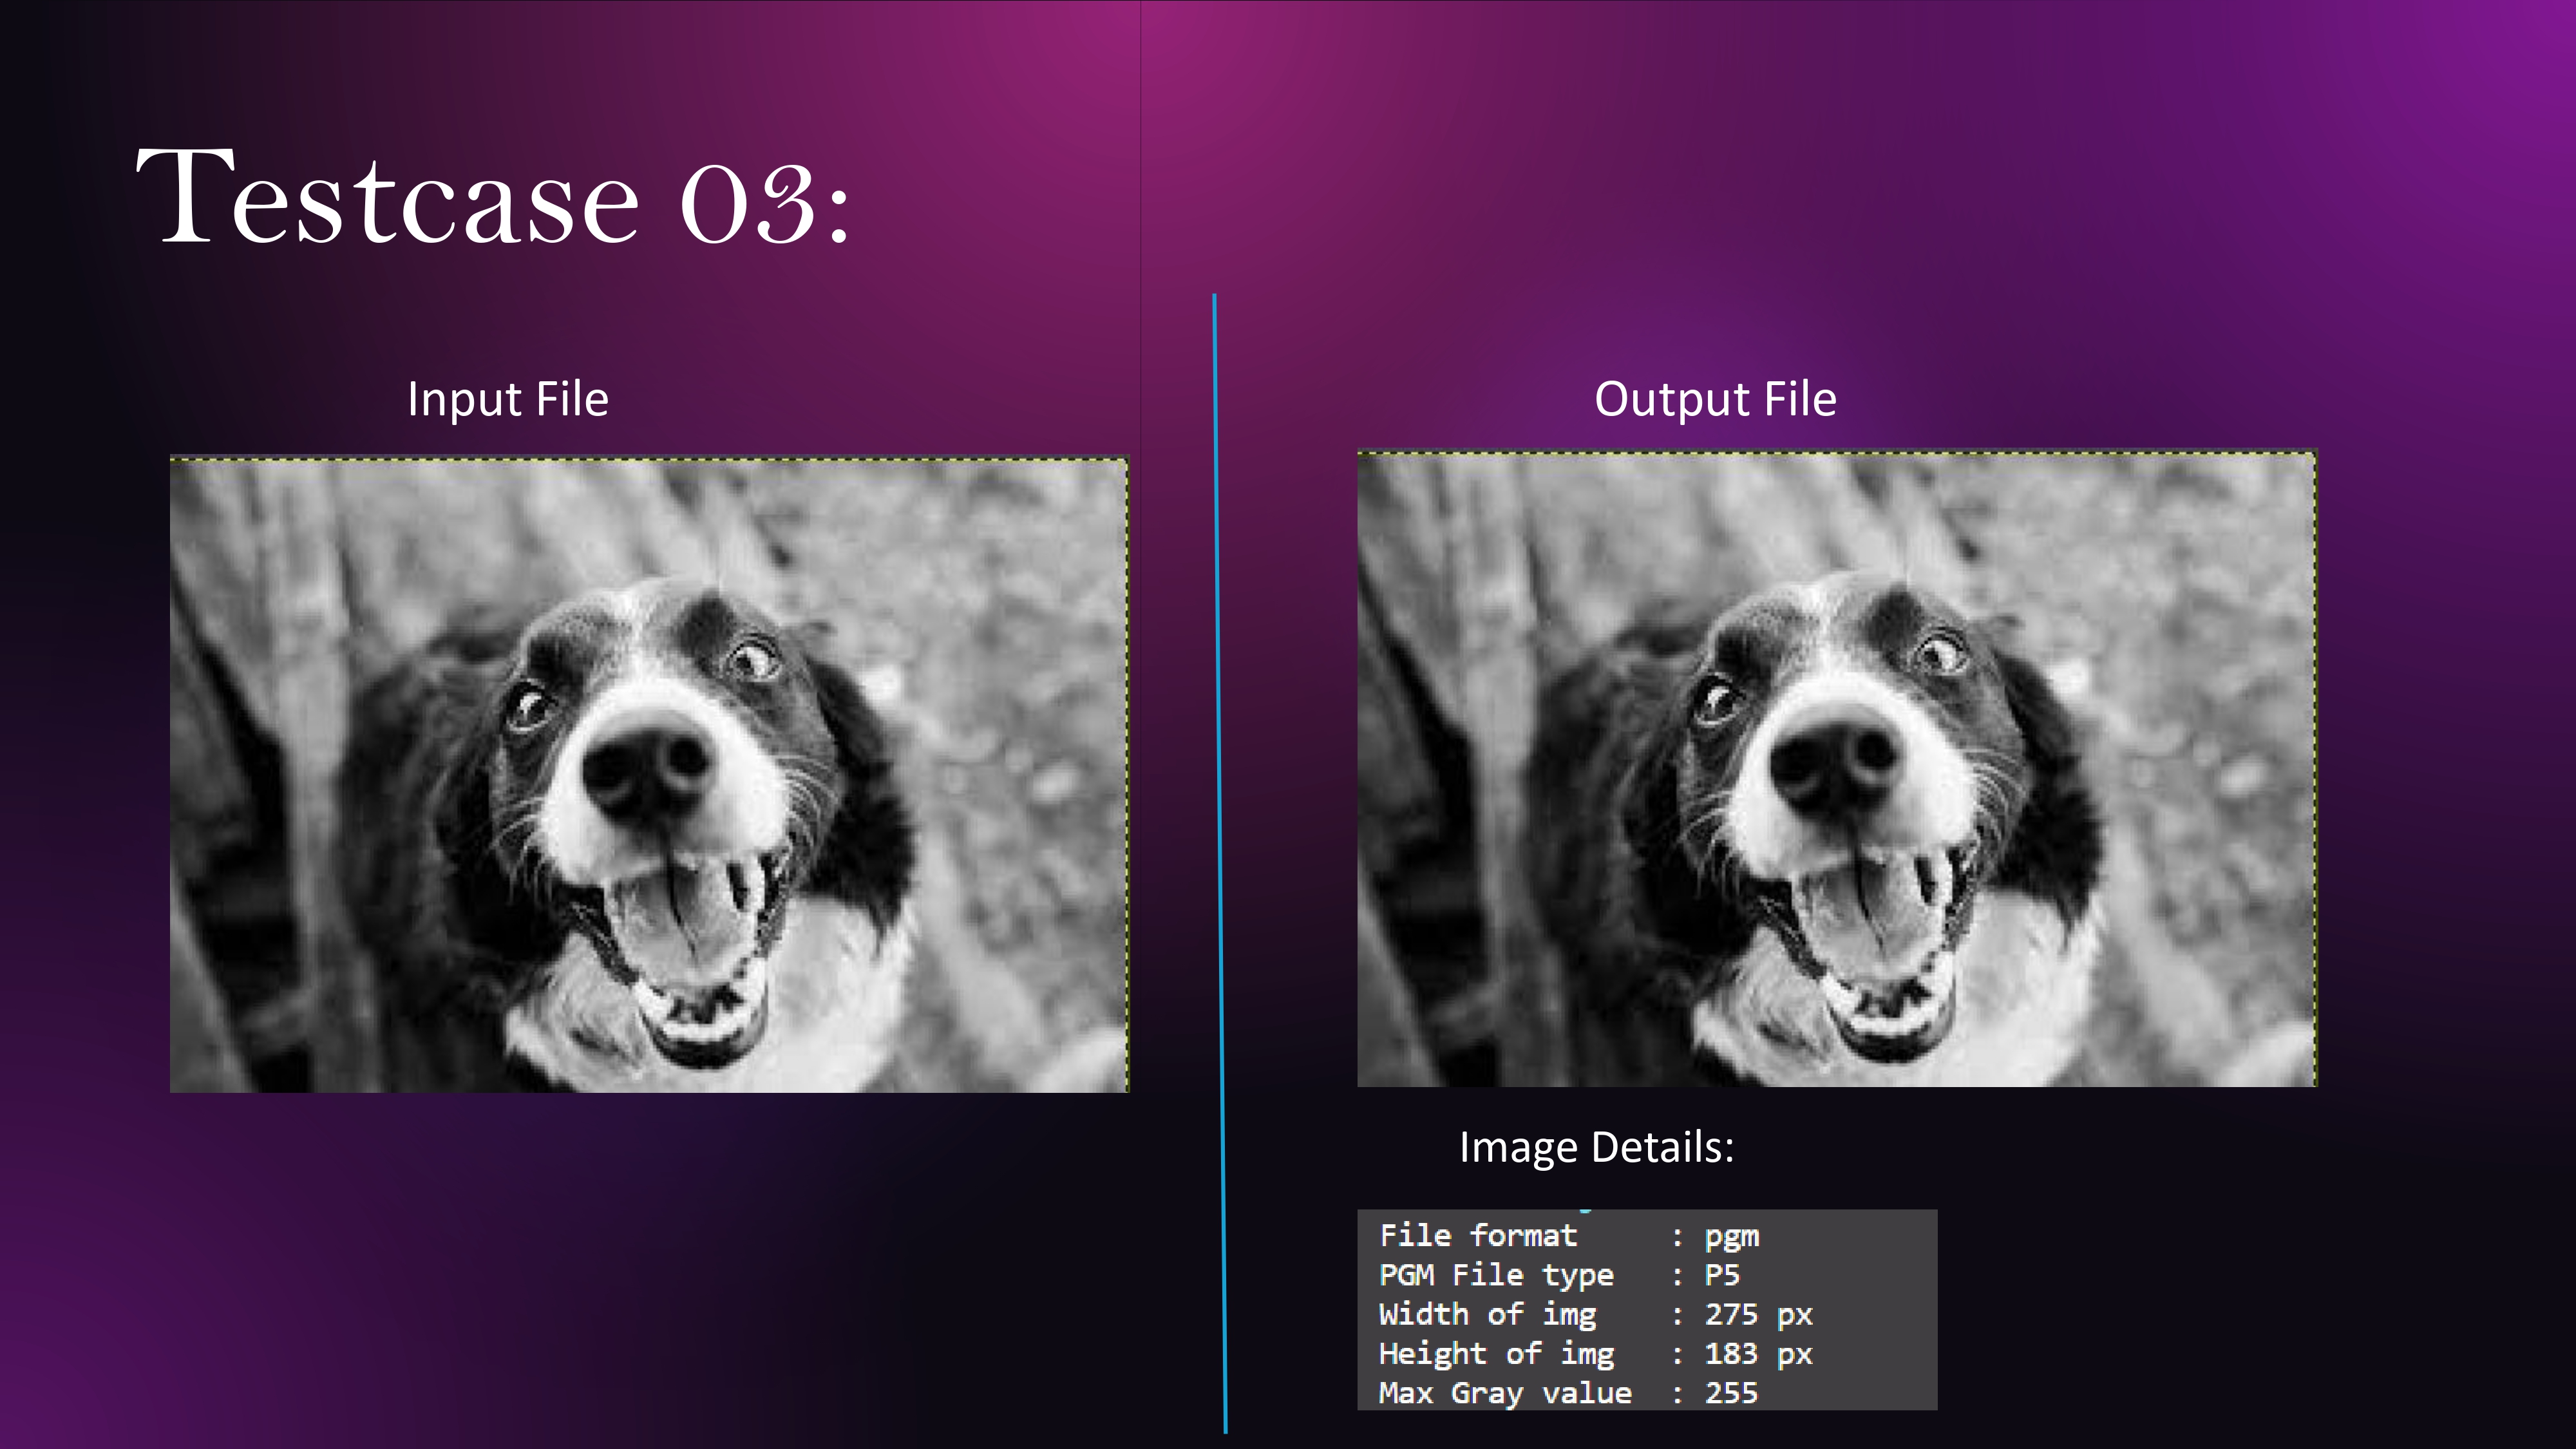 Testcase 03:
Input File
Output File
Image Details:
File format : pgm
PGM File type : P5
Width of img : 275 px
Height of img : 183 px
Max Gray value : 255